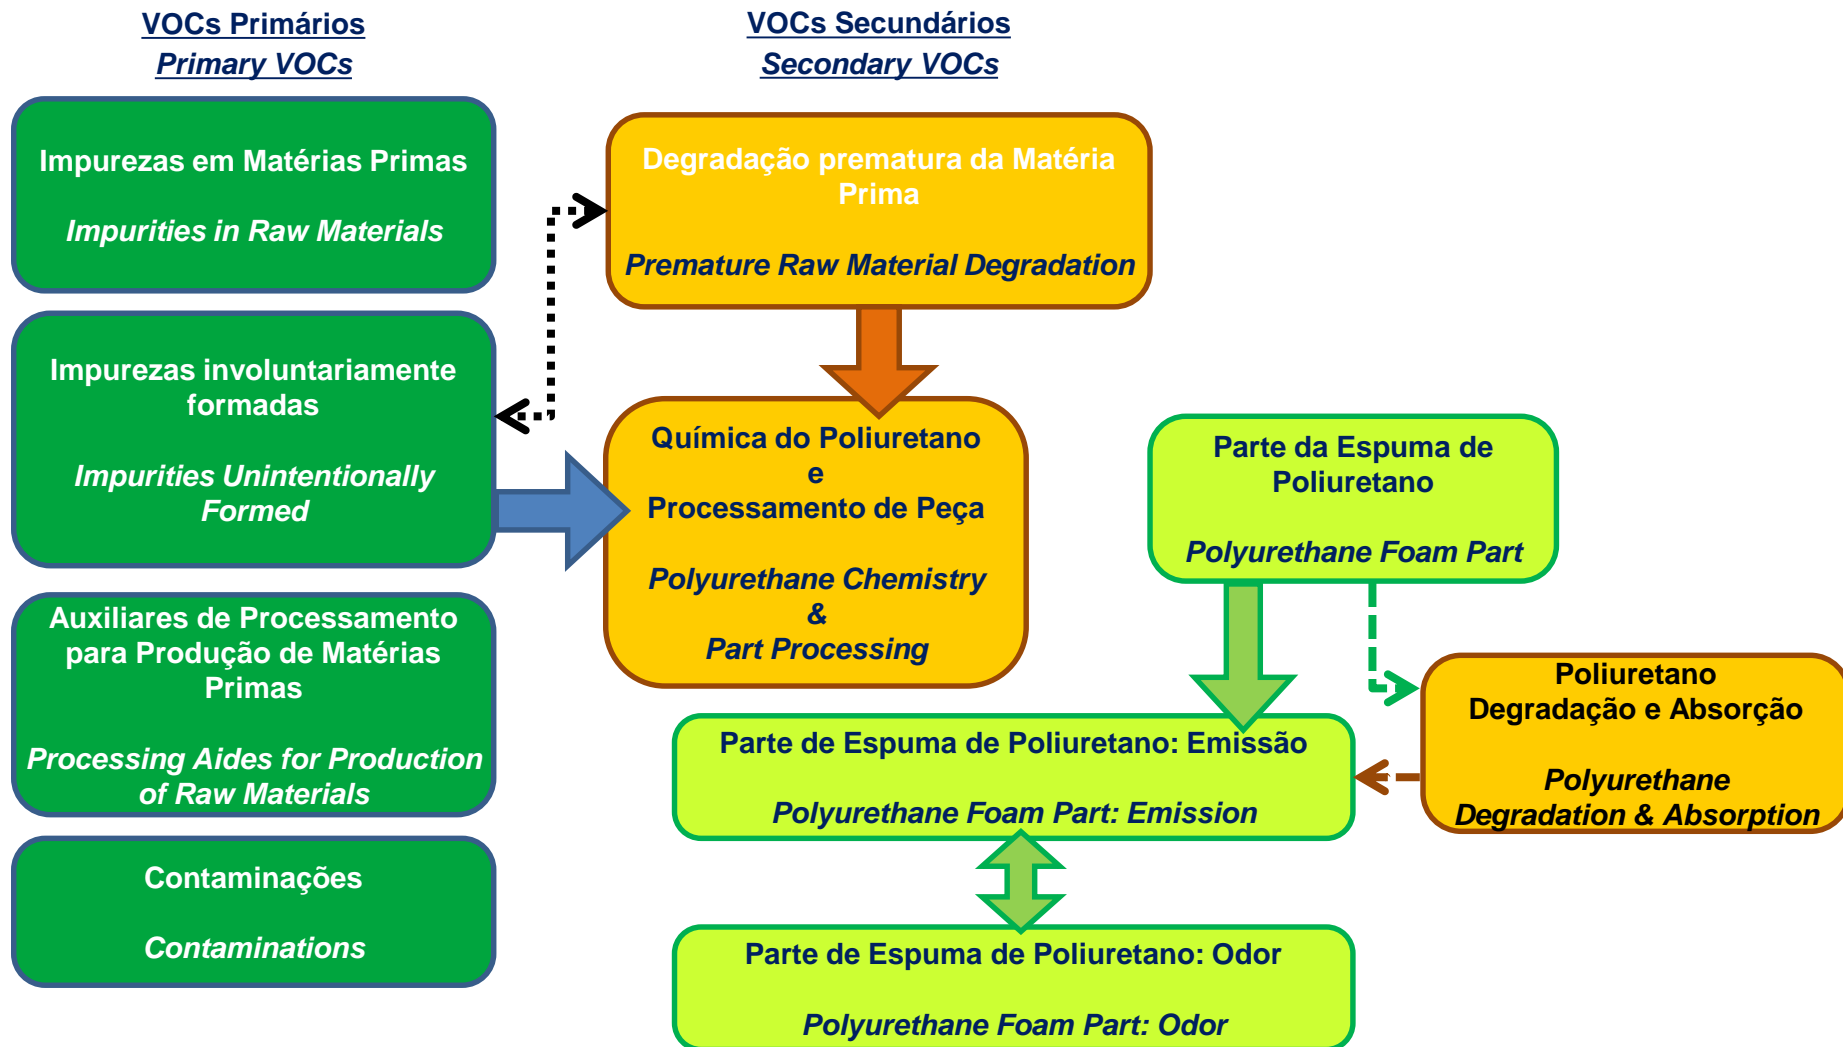 VOCs Primários
Primary VOCs
Impurezas em Matérias Primas
Impurities in Raw Materials
Impurezas involuntariamente
formadas
Impurities Unintentionally
Formed
Auxiliares de Processamento
para Produção de Matérias
Primas
Processing Aides for Production
of Raw Materials
Contaminações
Contaminations
VOCs Secundários
Secondary VOCs
Degradação prematura da Matéria
Prima
Premature Raw Material Degradation
Química do Poliuretano
e
Processamento de Peça
Polyurethane Chemistry
&
Part Processing
Parte da Espuma de
Poliuretano
Polyurethane Foam Part
Poliuretano
Degradação e Absorção
Polyurethane
Degradation & Absorption
Parte de Espuma de Poliuretano: Emissão
Polyurethane Foam Part: Emission
Parte de Espuma de Poliuretano: Odor
Polyurethane Foam Part: Odor